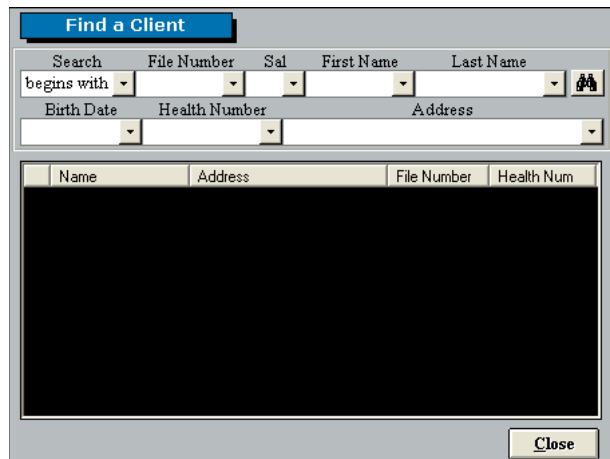 Find a Client
Search File Number Sal First Name Last Name
begins with
Birth Date Health Number Address
Name Address File Number Health Num
Close